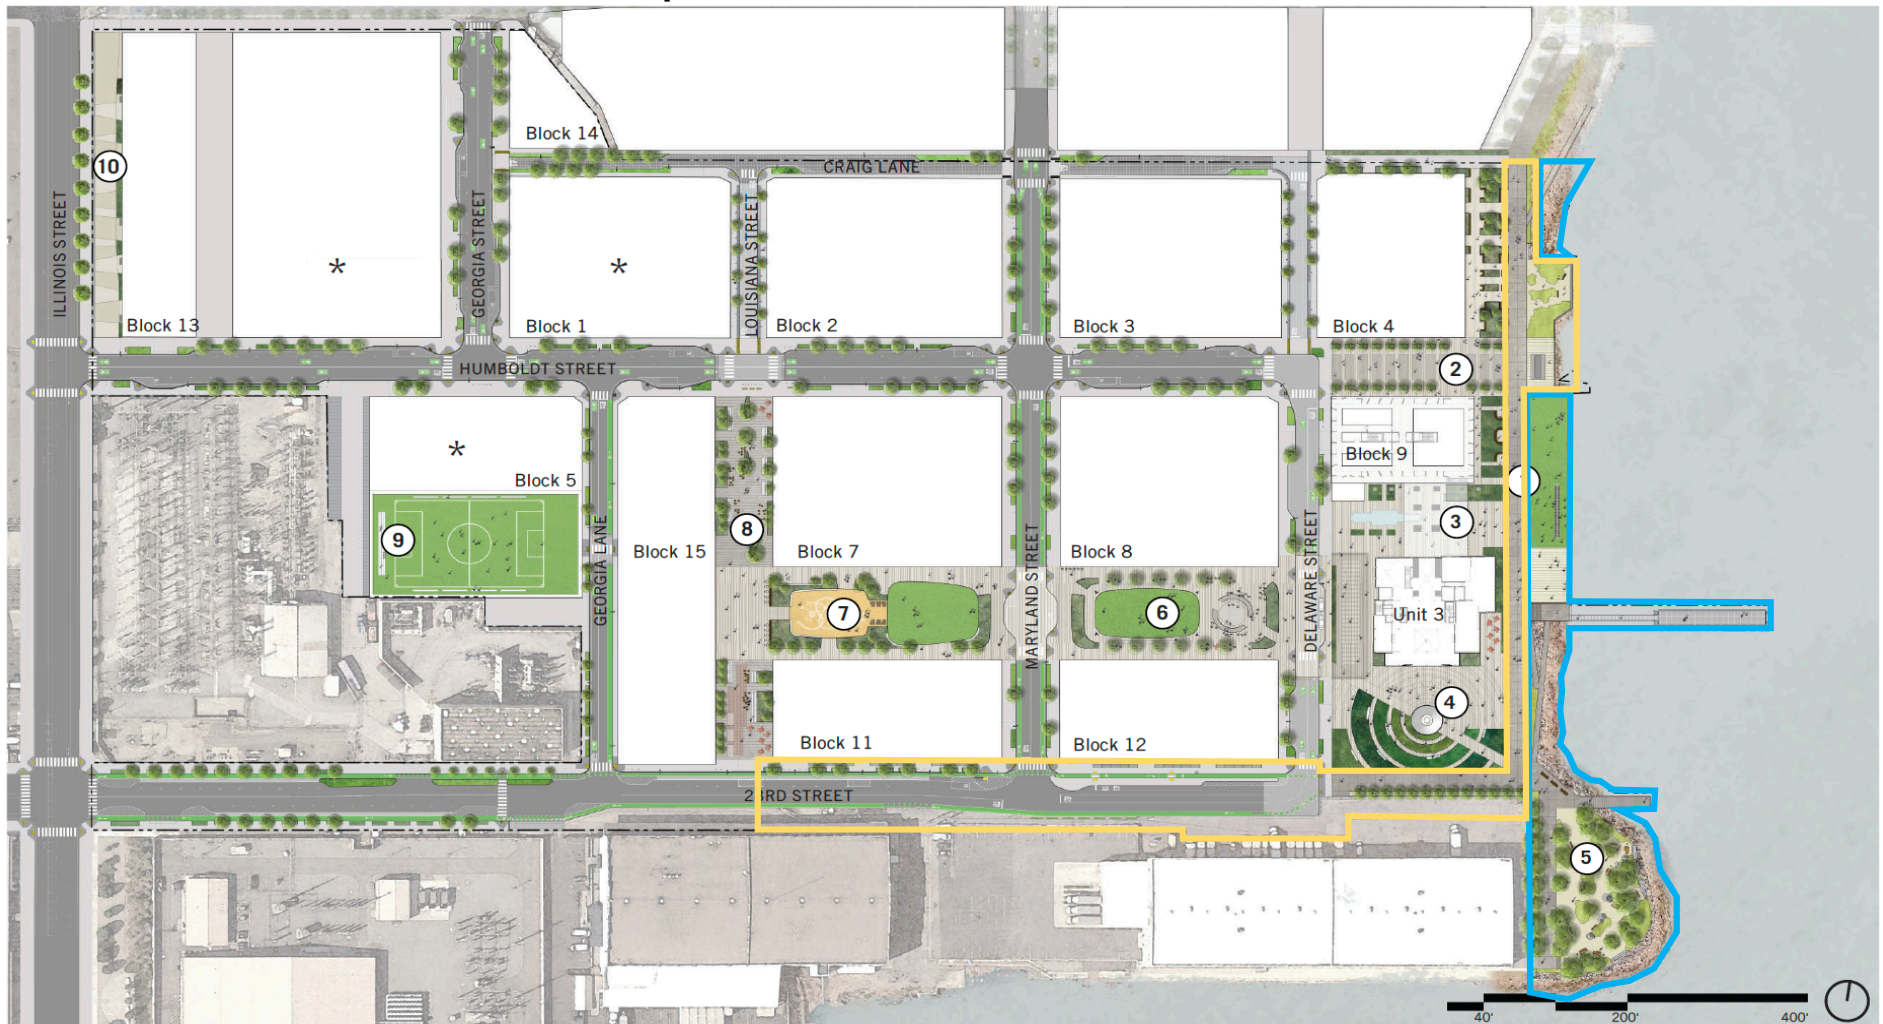 Block 14
CRAIG LANE
10
ILLINOIS STREET
GEORGIA STREET
LOUISIANA STREET
*
*
Block 13
Block 1
Block 2
Block 3
Block 4
HUMBOLDT STREET
2
*
Block 5
Block 9
1
3
9
8
GEORGIA LANE
Block 15
Block 7
MARYLAND STREET
Block 8
DELAWARE STREET
7
6
Unit 3
4
Block 11
Block 12
23RD STREET
5
40'
200'
400'